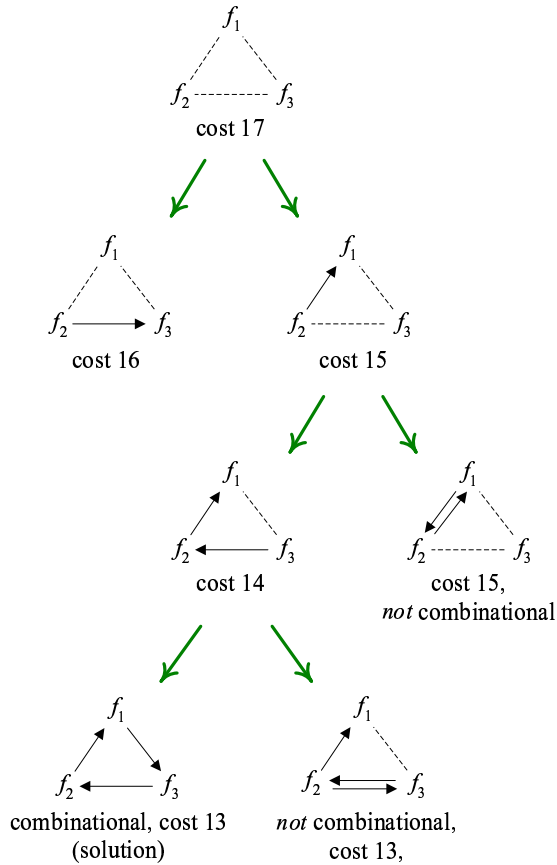 f1
f2 f3
cost 17
f1
f2 f3
cost 16
f1
f2 f3
cost 15
f1
f2 f3
cost 14
f1
f2 f3
cost 15,
not combinational
f1
f2 f3
combinational, cost 13
(solution)
f1
f2 f3
not combinational,
cost 13,